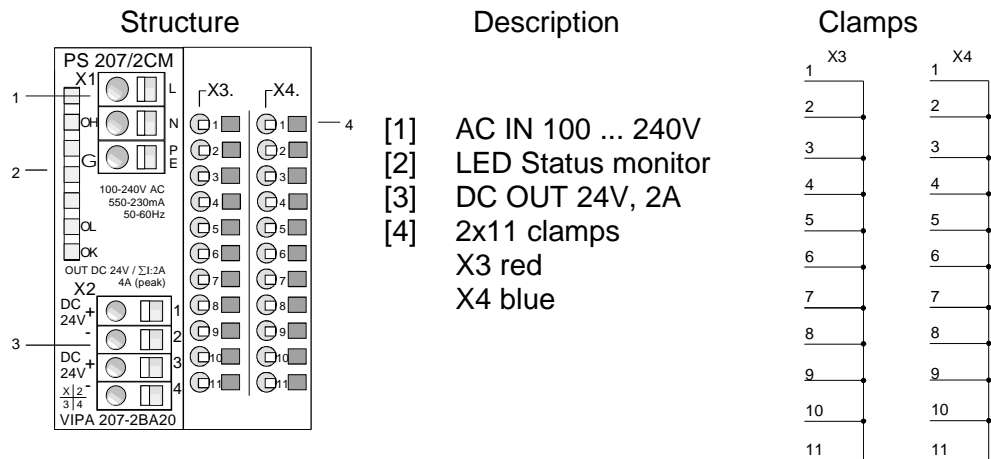 Structure
Description
Clamps
PS 207/2CM
X1
L
OH
N
G
P
E
100-240V AC
550-230mA
50-60Hz
OL
OK
OUT DC 24V / ∑I:2A
4A (peak)
X2
DC
24V
+
1
-
2
DC
24V
+
3
-
4
X 2
3 4
VIPA 207-2BA20
X3. X4.
1 1
2 2
3 3
4 4
5 5
6 6
7 7
8 8
9 9
10 10
11 11
1
2
3
4
[1] AC IN 100 ... 240V
[2] LED Status monitor
[3] DC OUT 24V, 2A
[4] 2x11 clamps
X3 red
X4 blue
X3 X4
1 1
2 2
3 3
4 4
5 5
6 6
7 7
8 8
9 9
10 10
11 11